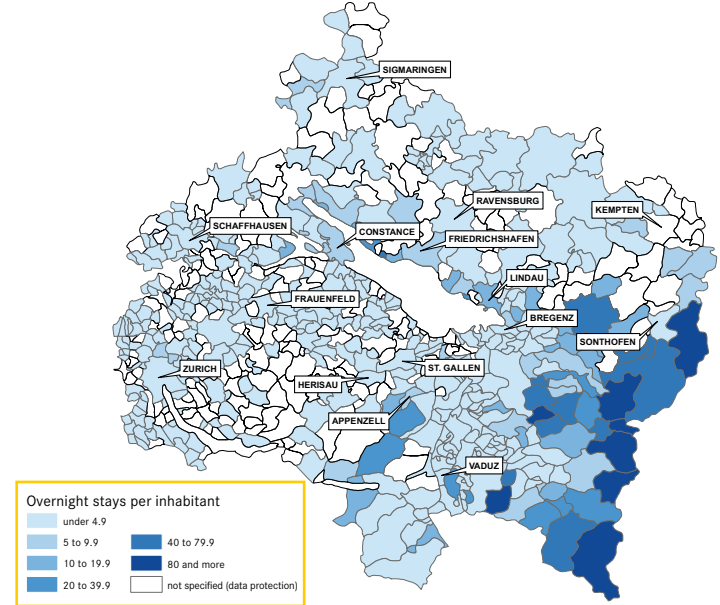 SIGMARINGEN
RAVENSBURG
KEMPTEN
SCHAFFHAUSEN
CONSTANCE
FRIEDRICHSHAFEN
LINDAU
FRAUENFELD
BREGENZ
SONTHOFEN
ZURICH
ST. GALLEN
HERISAU
APPENZELL
VADUZ
Overnight stays per inhabitant
under 4.9
5 to 9.9
10 to 19.9
20 to 39.9
40 to 79.9
80 and more
not specified (data protection)